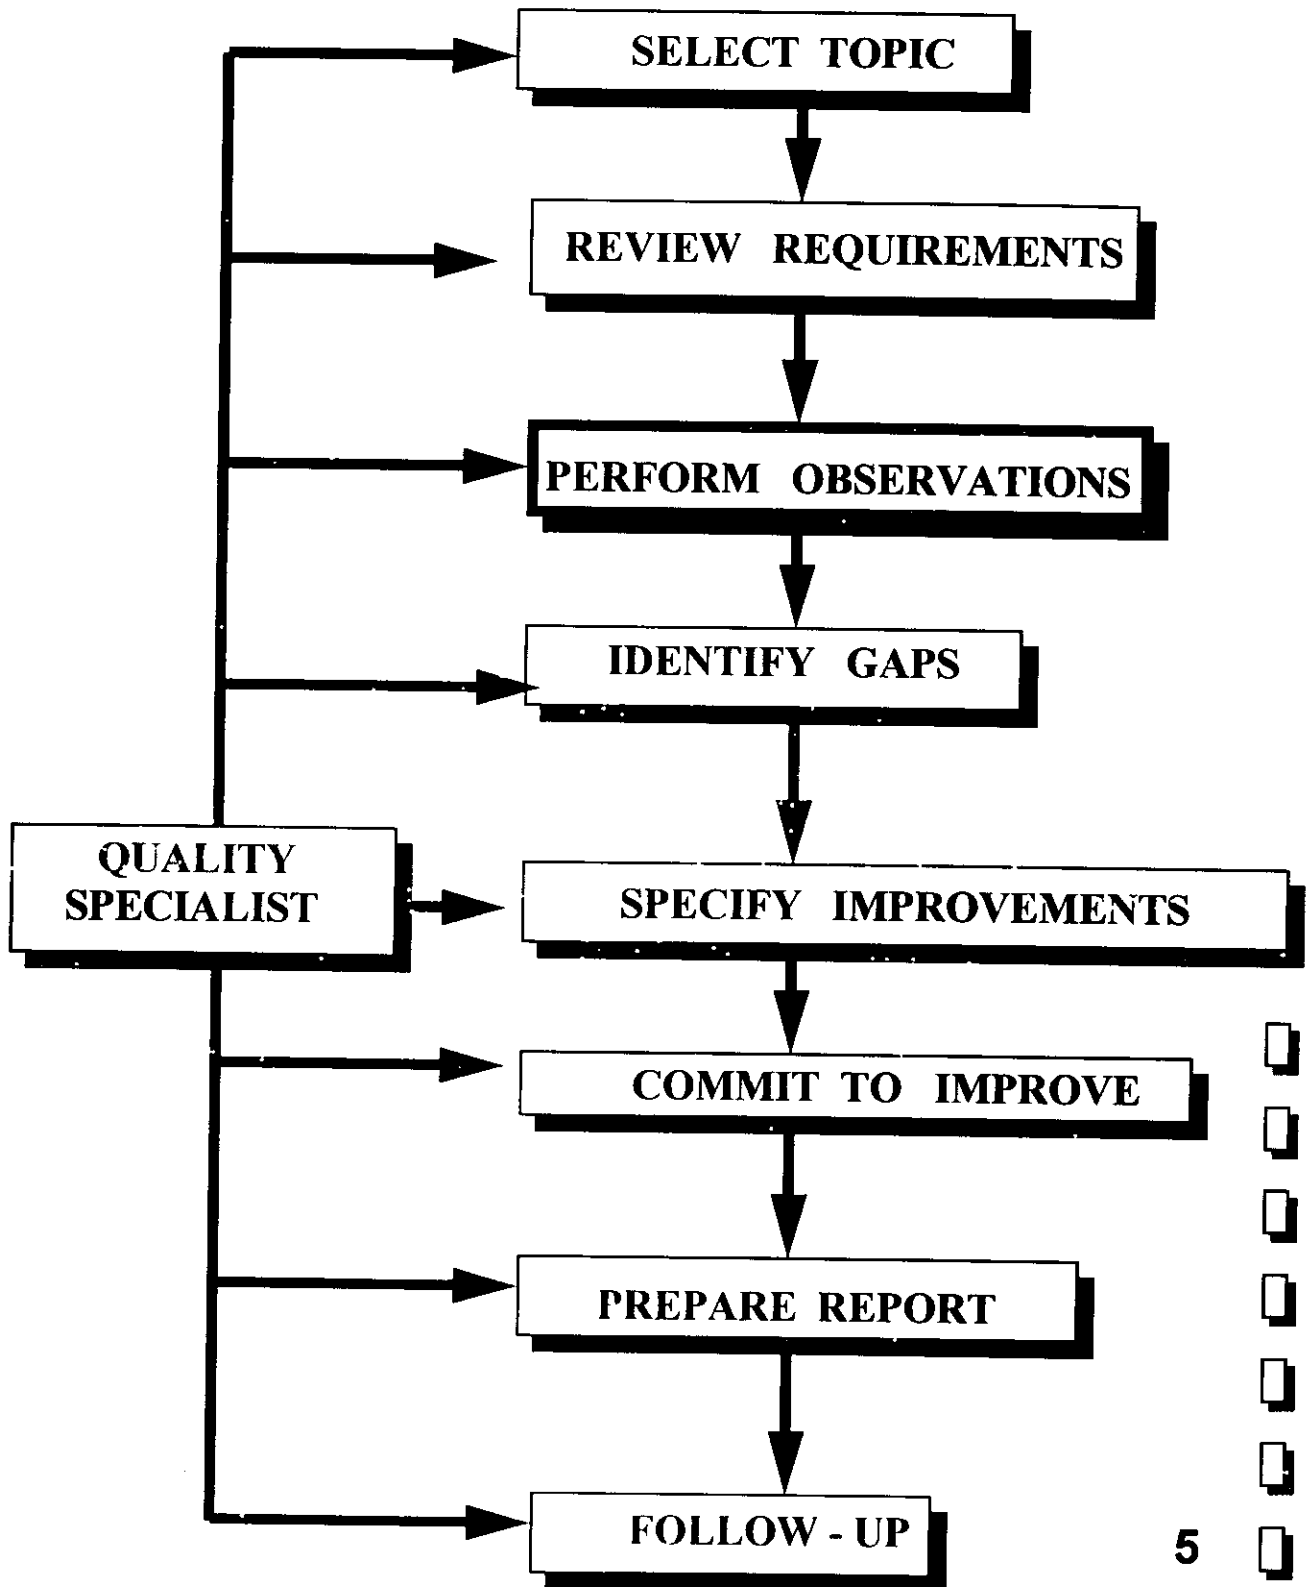 SELECT TOPIC
REVIEW REQUIREMENTS
PERFORM OBSERVATIONS
IDENTIFY GAPS
QUALITY
SPECIALIST
SPECIFY IMPROVEMENTS
COMMIT TO IMPROVE
PREPARE REPORT
FOLLOW - UP
5